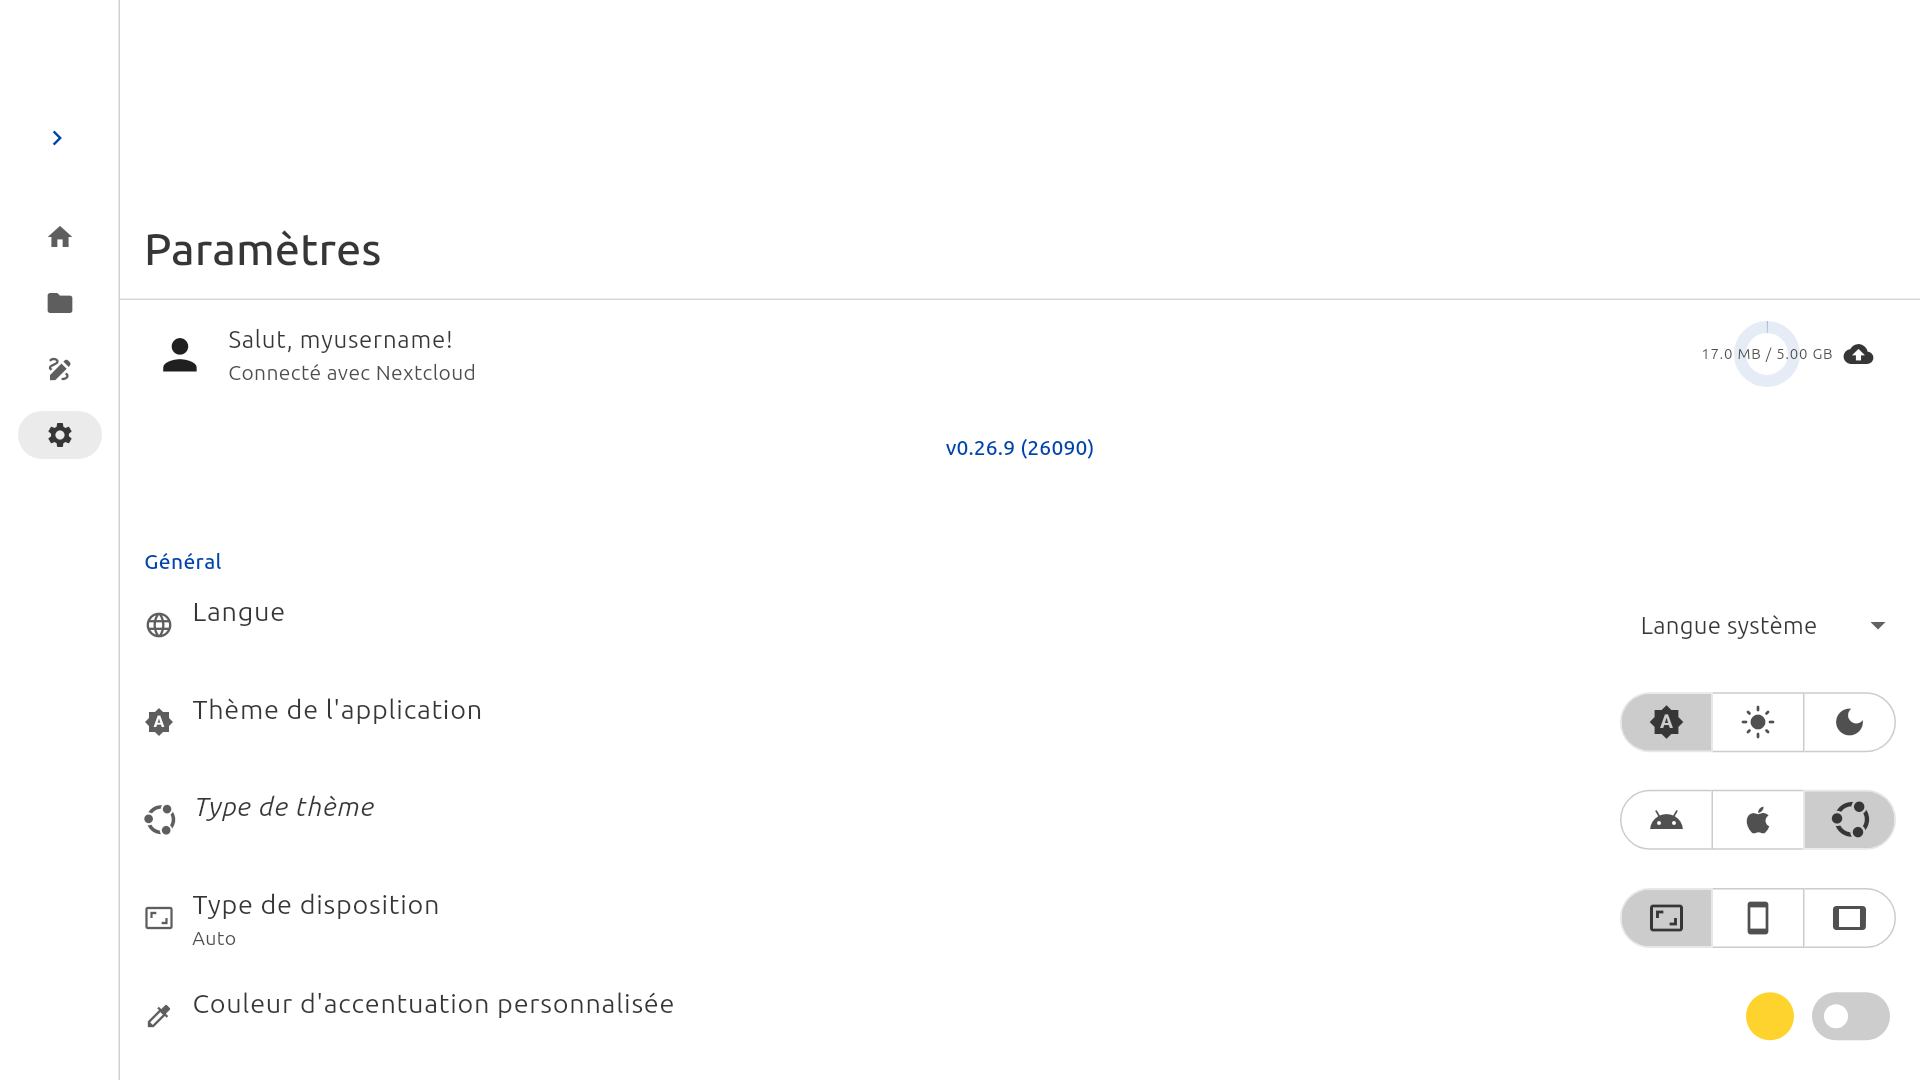 Paramètres
Salut, myusername!
Connecté avec Nextcloud
17.0 MB / 5.00 GB
v0.26.9 (26090)
Général
Langue
Langue système
Thème de l'application
Type de thème
Type de disposition
Auto
Couleur d'accentuation personnalisée